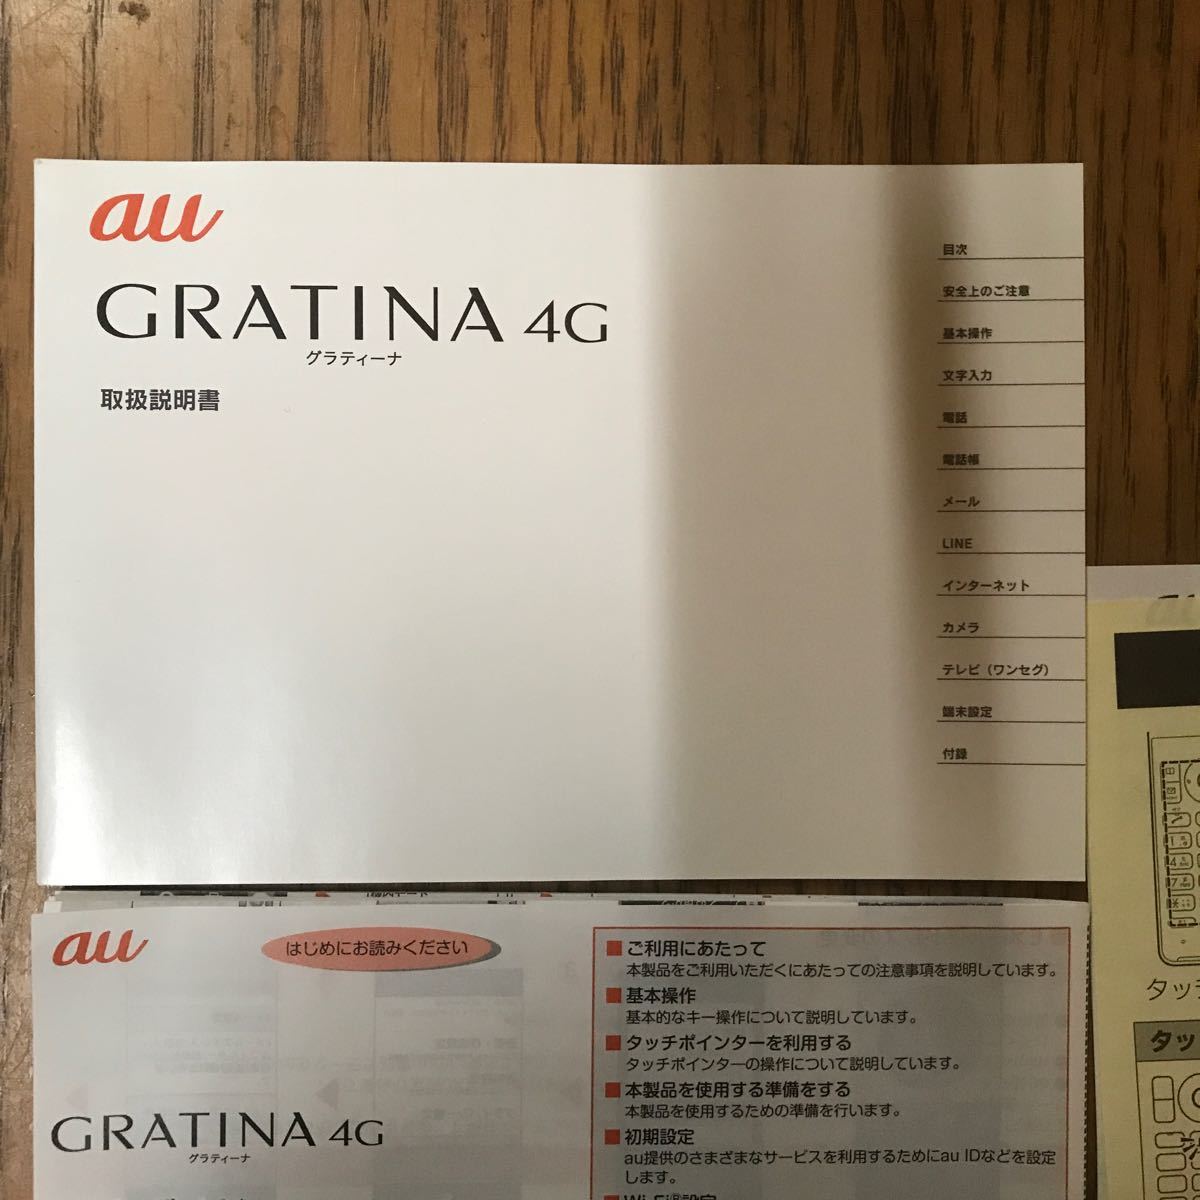 au
GRATINA 4G
グラティーナ
取扱説明書
目次
安全上のご注意
基本操作
文字入力
電話
電話帳
メール
LINE
インターネット
カメラ
テレビ（ワンセグ）
端末設定
付録
au
はじめにお読みください
GRATINA 4G
グラティーナ
■ご利用にあたって
本製品をご利用いただくにあたっての注意事項を説明しています。
■基本操作
基本的なキー操作について説明しています。
■タッチポインターを利用する
タッチポインターの操作について説明しています。
■本製品を使用する準備をする
本製品を使用するための準備を行います。
■初期設定
au提供のさまざまなサービスを利用するためにau IDなどを設定
します。
■Wi-Fi®設定
au
タッチ
タッ